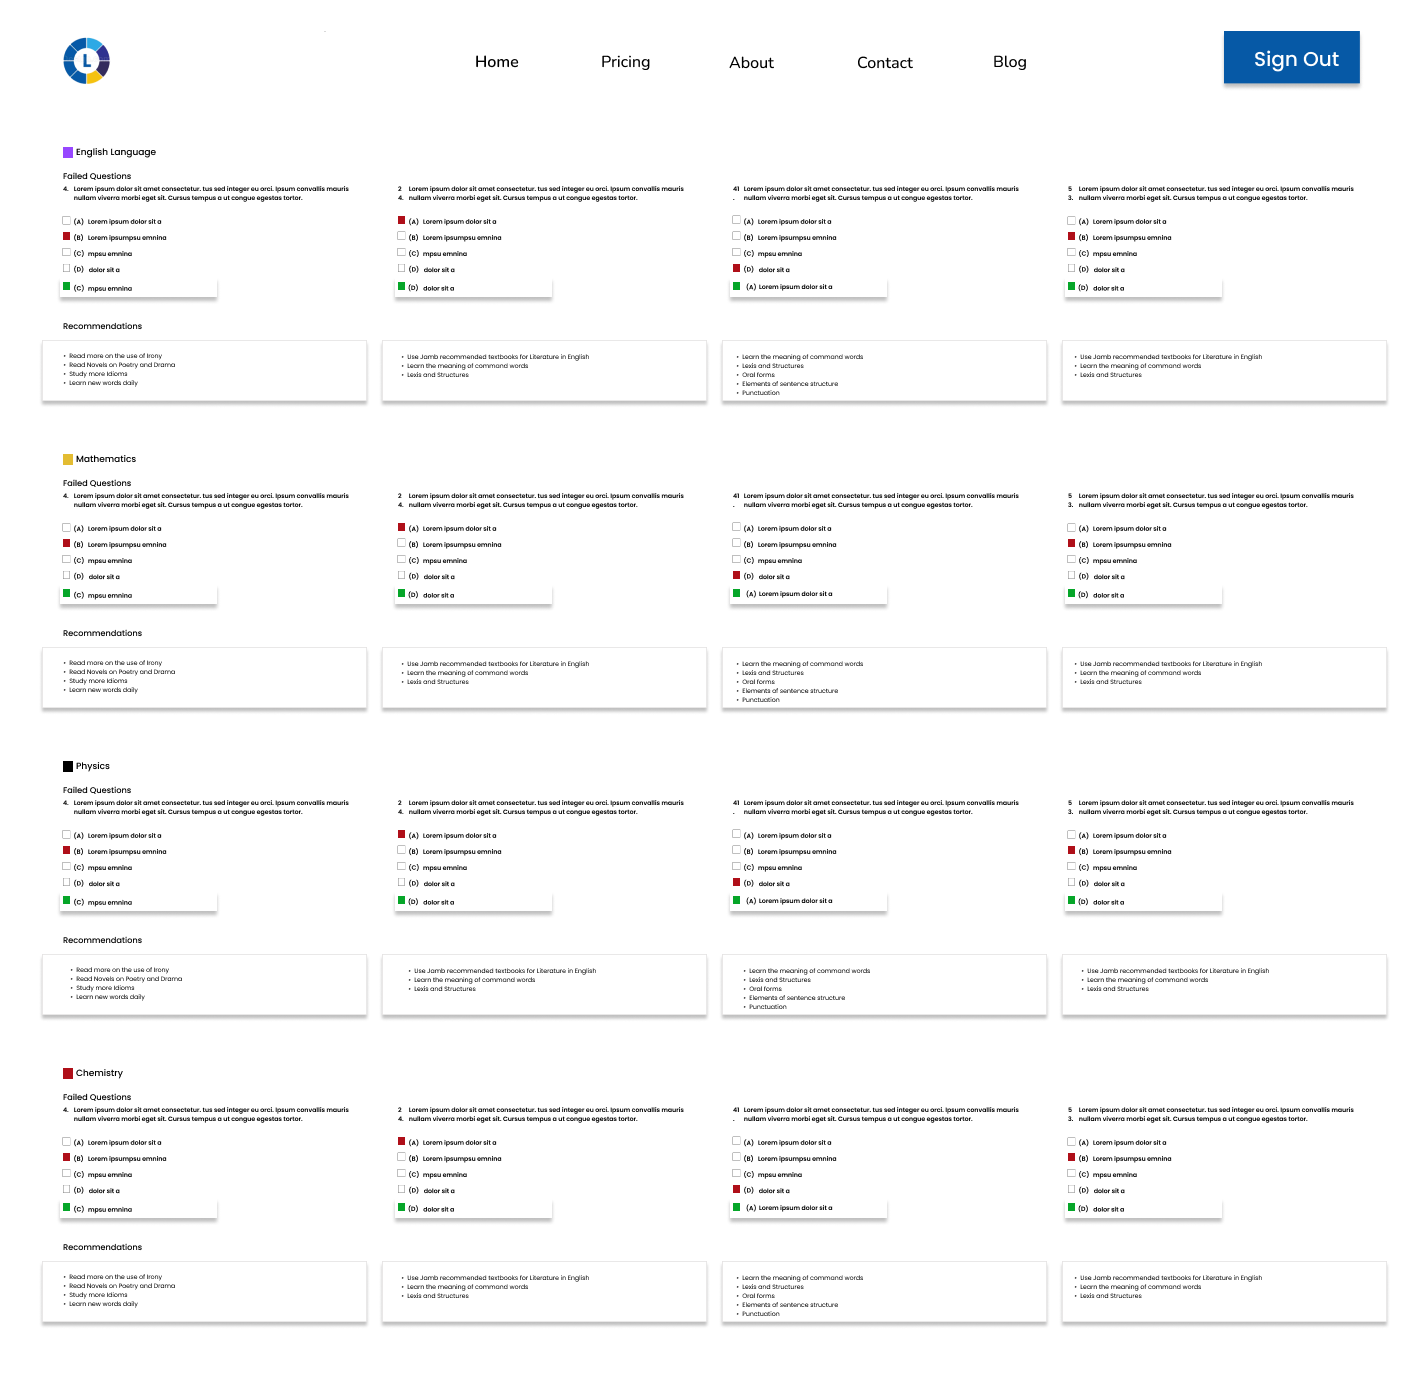 L
Home Pricing About Contact Blog Sign Out
English Language
Failed Questions
4. Lorem ipsum dolor sit amet consectetur. tus sed integer eu orci. Ipsum convallis mauris
nullam viverra morbi eget sit. Cursus tempus a ut congue egestas tortor.
(A) Lorem ipsum dolor sit a
(B) Lorem ipsumpsu emnina
(C) mpsu emnina
(D) dolor sit a
(C) mpsu emnina
2 Lorem ipsum dolor sit amet consectetur. tus sed integer eu orci. Ipsum convallis mauris
4. nullam viverra morbi eget sit. Cursus tempus a ut congue egestas tortor.
(A) Lorem ipsum dolor sit a
(B) Lorem ipsumpsu emnina
(C) mpsu emnina
(D) dolor sit a
(D) dolor sit a
41 Lorem ipsum dolor sit amet consectetur. tus sed integer eu orci. Ipsum convallis mauris
. nullam viverra morbi eget sit. Cursus tempus a ut congue egestas tortor.
(A) Lorem ipsum dolor sit a
(B) Lorem ipsumpsu emnina
(C) mpsu emnina
(D) dolor sit a
(A) Lorem ipsum dolor sit a
5 Lorem ipsum dolor sit amet consectetur. tus sed integer eu orci. Ipsum convallis mauris
3. nullam viverra morbi eget sit. Cursus tempus a ut congue egestas tortor.
(A) Lorem ipsum dolor sit a
(B) Lorem ipsumpsu emnina
(C) mpsu emnina
(D) dolor sit a
(D) dolor sit a
Recommendations
• Read more on the use of Irony
• Read Novels on Poetry and Drama
• Study more Idioms
• Learn new words daily
• Use Jamb recommended textbooks for Literature in English
• Learn the meaning of command words
• Lexis and Structures
• Learn the meaning of command words
• Lexis and Structures
• Oral forms
• Elements of sentence structure
• Punctuation
• Use Jamb recommended textbooks for Literature in English
• Learn the meaning of command words
• Lexis and Structures
Mathematics
Failed Questions
4. Lorem ipsum dolor sit amet consectetur. tus sed integer eu orci. Ipsum convallis mauris
nullam viverra morbi eget sit. Cursus tempus a ut congue egestas tortor.
(A) Lorem ipsum dolor sit a
(B) Lorem ipsumpsu emnina
(C) mpsu emnina
(D) dolor sit a
(C) mpsu emnina
2 Lorem ipsum dolor sit amet consectetur. tus sed integer eu orci. Ipsum convallis mauris
4. nullam viverra morbi eget sit. Cursus tempus a ut congue egestas tortor.
(A) Lorem ipsum dolor sit a
(B) Lorem ipsumpsu emnina
(C) mpsu emnina
(D) dolor sit a
(D) dolor sit a
41 Lorem ipsum dolor sit amet consectetur. tus sed integer eu orci. Ipsum convallis mauris
. nullam viverra morbi eget sit. Cursus tempus a ut congue egestas tortor.
(A) Lorem ipsum dolor sit a
(B) Lorem ipsumpsu emnina
(C) mpsu emnina
(D) dolor sit a
(A) Lorem ipsum dolor sit a
5 Lorem ipsum dolor sit amet consectetur. tus sed integer eu orci. Ipsum convallis mauris
3. nullam viverra morbi eget sit. Cursus tempus a ut congue egestas tortor.
(A) Lorem ipsum dolor sit a
(B) Lorem ipsumpsu emnina
(C) mpsu emnina
(D) dolor sit a
(D) dolor sit a
Recommendations
• Read more on the use of Irony
• Read Novels on Poetry and Drama
• Study more Idioms
• Learn new words daily
• Use Jamb recommended textbooks for Literature in English
• Learn the meaning of command words
• Lexis and Structures
• Learn the meaning of command words
• Lexis and Structures
• Oral forms
• Elements of sentence structure
• Punctuation
• Use Jamb recommended textbooks for Literature in English
• Learn the meaning of command words
• Lexis and Structures
Physics
Failed Questions
4. Lorem ipsum dolor sit amet consectetur. tus sed integer eu orci. Ipsum convallis mauris
nullam viverra morbi eget sit. Cursus tempus a ut congue egestas tortor.
(A) Lorem ipsum dolor sit a
(B) Lorem ipsumpsu emnina
(C) mpsu emnina
(D) dolor sit a
(C) mpsu emnina
2 Lorem ipsum dolor sit amet consectetur. tus sed integer eu orci. Ipsum convallis mauris
4. nullam viverra morbi eget sit. Cursus tempus a ut congue egestas tortor.
(A) Lorem ipsum dolor sit a
(B) Lorem ipsumpsu emnina
(C) mpsu emnina
(D) dolor sit a
(D) dolor sit a
41 Lorem ipsum dolor sit amet consectetur. tus sed integer eu orci. Ipsum convallis mauris
. nullam viverra morbi eget sit. Cursus tempus a ut congue egestas tortor.
(A) Lorem ipsum dolor sit a
(B) Lorem ipsumpsu emnina
(C) mpsu emnina
(D) dolor sit a
(A) Lorem ipsum dolor sit a
5 Lorem ipsum dolor sit amet consectetur. tus sed integer eu orci. Ipsum convallis mauris
3. nullam viverra morbi eget sit. Cursus tempus a ut congue egestas tortor.
(A) Lorem ipsum dolor sit a
(B) Lorem ipsumpsu emnina
(C) mpsu emnina
(D) dolor sit a
(D) dolor sit a
Recommendations
• Read more on the use of Irony
• Read Novels on Poetry and Drama
• Study more Idioms
• Learn new words daily
• Use Jamb recommended textbooks for Literature in English
• Learn the meaning of command words
• Lexis and Structures
• Learn the meaning of command words
• Lexis and Structures
• Oral forms
• Elements of sentence structure
• Punctuation
• Use Jamb recommended textbooks for Literature in English
• Learn the meaning of command words
• Lexis and Structures
Chemistry
Failed Questions
4. Lorem ipsum dolor sit amet consectetur. tus sed integer eu orci. Ipsum convallis mauris
nullam viverra morbi eget sit. Cursus tempus a ut congue egestas tortor.
(A) Lorem ipsum dolor sit a
(B) Lorem ipsumpsu emnina
(C) mpsu emnina
(D) dolor sit a
(C) mpsu emnina
2 Lorem ipsum dolor sit amet consectetur. tus sed integer eu orci. Ipsum convallis mauris
4. nullam viverra morbi eget sit. Cursus tempus a ut congue egestas tortor.
(A) Lorem ipsum dolor sit a
(B) Lorem ipsumpsu emnina
(C) mpsu emnina
(D) dolor sit a
(D) dolor sit a
41 Lorem ipsum dolor sit amet consectetur. tus sed integer eu orci. Ipsum convallis mauris
. nullam viverra morbi eget sit. Cursus tempus a ut congue egestas tortor.
(A) Lorem ipsum dolor sit a
(B) Lorem ipsumpsu emnina
(C) mpsu emnina
(D) dolor sit a
(A) Lorem ipsum dolor sit a
5 Lorem ipsum dolor sit amet consectetur. tus sed integer eu orci. Ipsum convallis mauris
3. nullam viverra morbi eget sit. Cursus tempus a ut congue egestas tortor.
(A) Lorem ipsum dolor sit a
(B) Lorem ipsumpsu emnina
(C) mpsu emnina
(D) dolor sit a
(D) dolor sit a
Recommendations
• Read more on the use of Irony
• Read Novels on Poetry and Drama
• Study more Idioms
• Learn new words daily
• Use Jamb recommended textbooks for Literature in English
• Learn the meaning of command words
• Lexis and Structures
• Learn the meaning of command words
• Lexis and Structures
• Oral forms
• Elements of sentence structure
• Punctuation
• Use Jamb recommended textbooks for Literature in English
• Learn the meaning of command words
• Lexis and Structures